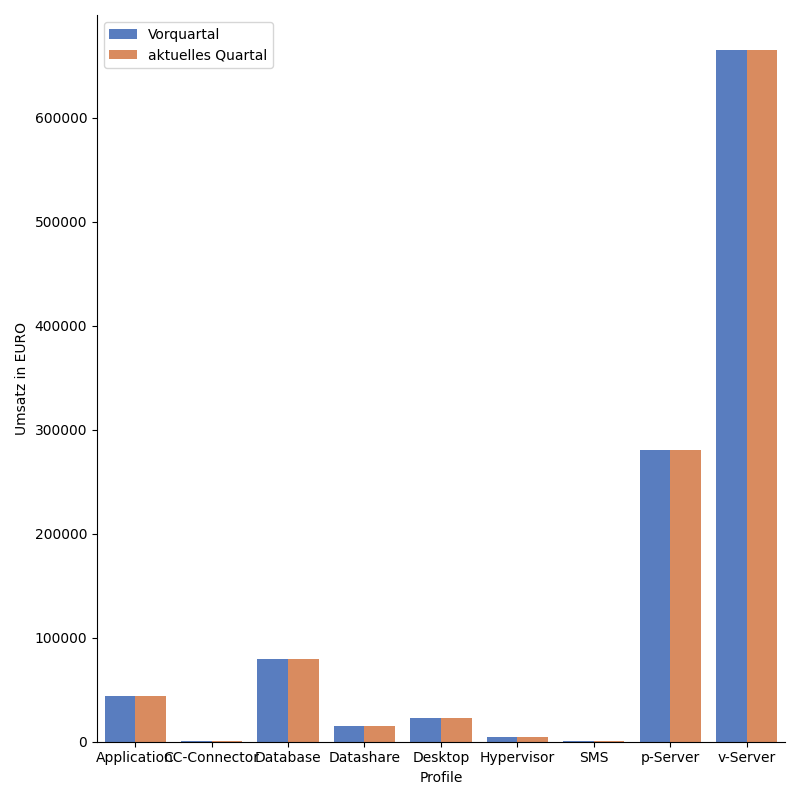 Vorquartal
aktuelles Quartal
Umsatz in EURO
600000
500000
400000
300000
200000
100000
0
Application CC-Connector Database Datashare Desktop Hypervisor SMS p-Server v-Server
Profile